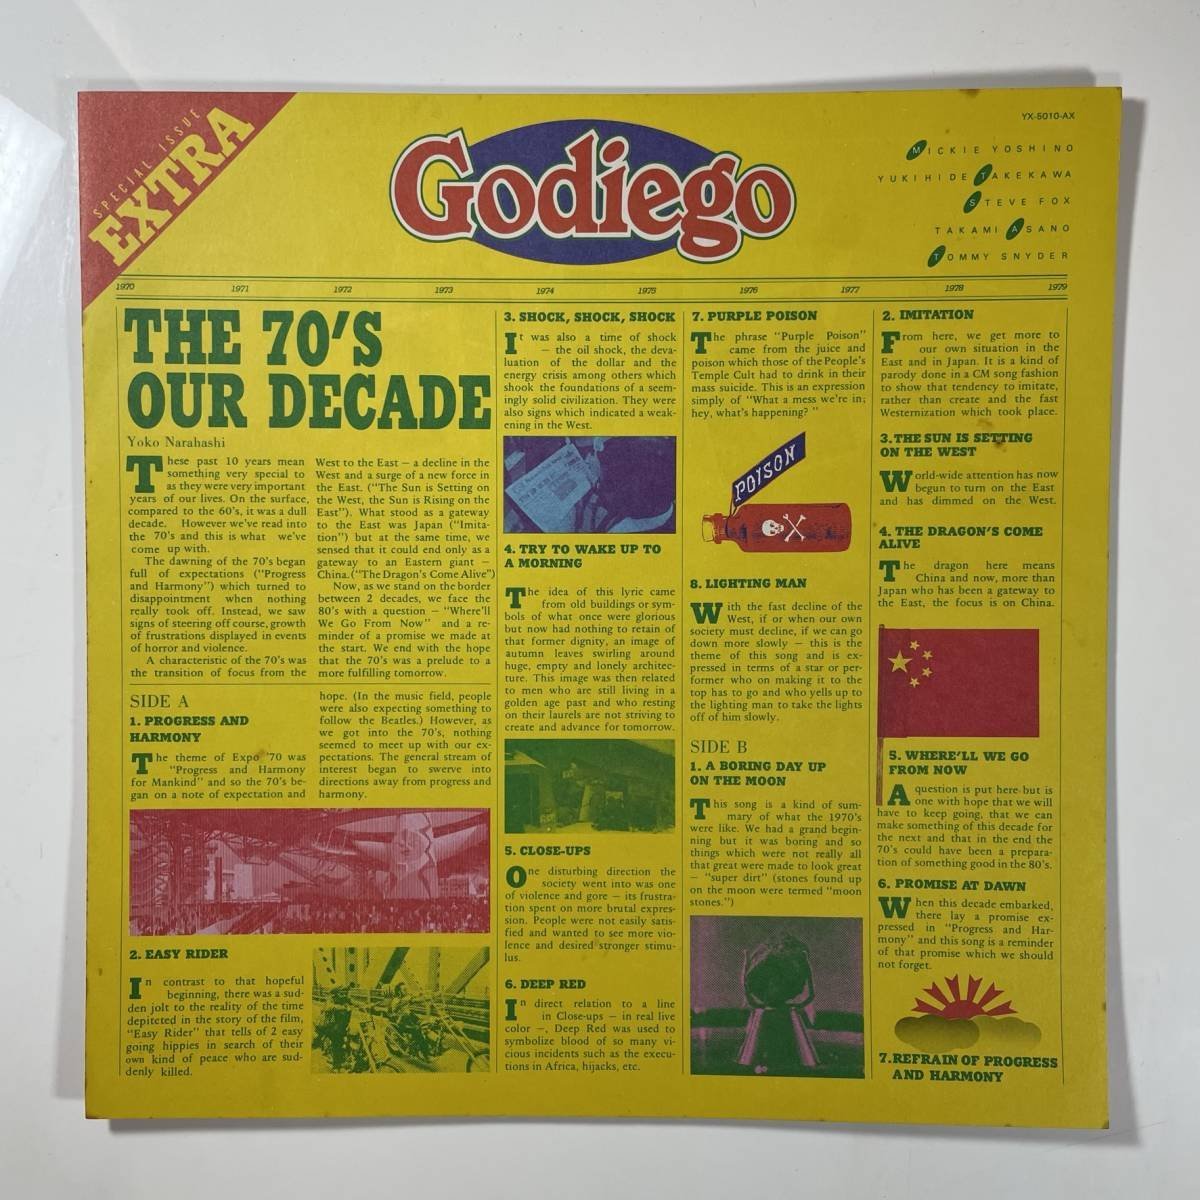 SPECIAL ISSUE
EXTRA
Godiego
YX-5010-AX
MICKIE YOSHINO
YUKIHIDE TAKEKAWA
STEVE FOX
TAKAMI ASANO
TOMMY SNYDER
1970 1971 1972 1973 1974 1975 1976 1977 1978 1979
THE 70'S
OUR DECADE
Yoko Narahashi
These past 10 years mean
something very special to
as they were very important
years of our lives. On the surface,
compared to the 60's, it was a dull
decade. However we've read into
the 70's and this is what we've
come up with.
The dawning of the 70's began
full of expectations ("Progress
and Harmony") which turned to
disappointment when nothing
really took off. Instead, we saw
signs of steering off course, growth
of frustrations displayed in events
of horror and violence.
A characteristic of the 70's was
the transition of focus from the
West to the East — a decline in the
West and a surge of a new force in
the East. ("The Sun is Setting on
the West, the Sun is Rising on the
East"). What stood as a gateway
to the East was Japan ("Imita-
tion") but at the same time, we
sensed that it could end only as a
gateway to an Eastern giant —
China.("The Dragon's Come Alive")
Now, as we stand on the border
between 2 decades, we face the
80's with a question — "Where'll
We Go From Now" and a re-
minder of a promise we made at
the start. We end with the hope
that the 70's was a prelude to a
more fulfilling tomorrow.
SIDE A
1. PROGRESS AND
HARMONY
The theme of Expo '70 was
"Progress and Harmony
for Mankind" and so the 70's be-
gan on a note of expectation and
hope. (In the music field, people
were also expecting something to
follow the Beatles.) However, as
we got into the 70's, nothing
seemed to meet up with our ex-
pectations. The general stream of
interest began to swerve into
directions away from progress and
harmony.
2. EASY RIDER
In contrast to that hopeful
beginning, there was a sud-
den jolt to the reality of the time
depiteted in the story of the film,
"Easy Rider" that tells of 2 easy
going hippies in search of their
own kind of peace who are sud-
denly killed.
3. SHOCK, SHOCK, SHOCK
It was also a time of shock
— the oil shock, the deva-
luation of the dollar and the
energy crisis among others which
shook the foundations of a seem-
ingly solid civilization. They were
also signs which indicated a weak-
ening in the West.
4. TRY TO WAKE UP TO
A MORNING
The idea of this lyric came
from old buildings or sym-
bols of what once were glorious
but now had nothing to retain of
that former dignity, an image of
autumn leaves swirling around
huge, empty and lonely architec-
ture. This image was then related
to men who are still living in a
golden age past and who resting
on their laurels are not striving to
create and advance for tomorrow.
5. CLOSE-UPS
One disturbing direction the
society went into was one
of violence and gore — its frustra-
tion spent on more brutal expres-
sion. People were not easily satis-
fied and wanted to see more vio-
lence and desired stronger stimu-
lus.
6. DEEP RED
In direct relation to a line
in Close-ups — in real live
color —, Deep Red was used to
symbolize blood of so many vi-
cious incidents such as the execu-
tions in Africa, hijacks, etc.
7. PURPLE POISON
The phrase "Purple Poison"
came from the juice and
poison which those of the People's
Temple Cult had to drink in their
mass suicide. This is an expression
simply of "What a mess we're in;
hey, what's happening? "
POISON
8. LIGHTING MAN
With the fast decline of the
West, if or when our own
society must decline, if we can go
down more slowly — this is the
theme of this song and is ex-
pressed in terms of a star or per-
former who on making it to the
top has to go and who yells up to
the lighting man to take the lights
off of him slowly.
SIDE B
1. A BORING DAY UP
ON THE MOON
This song is a kind of sum-
mary of what the 1970's
were like. We had a grand begin-
ning but it was boring and so
things which were not really all
that great were made to look great
— "super dirt" (stones found up
on the moon were termed "moon
stones.")
2. IMITATION
From here, we get more to
our own situation in the
East and in Japan. It is a kind of
parody done in a CM song fashion
to show that tendency to imitate,
rather than create and the fast
Westernization which took place.
3. THE SUN IS SETTING
ON THE WEST
World-wide attention has now
begun to turn on the East
and has dimmed on the West.
4. THE DRAGON'S COME
ALIVE
The dragon here means
China and now, more than
Japan who has been a gateway to
the East, the focus is on China.
5. WHERE'LL WE GO
FROM NOW
A question is put here but is
one with hope that we will
have to keep going, that we can
make something of this decade for
the next and that in the end the
70's could have been a prepara-
tion of something good in the 80's.
6. PROMISE AT DAWN
When this decade embarked,
there lay a promise ex-
pressed in "Progress and Har-
mony" and this song is a reminder
of that promise which we should
not forget.
7. REFRAIN OF PROGRESS
AND HARMONY